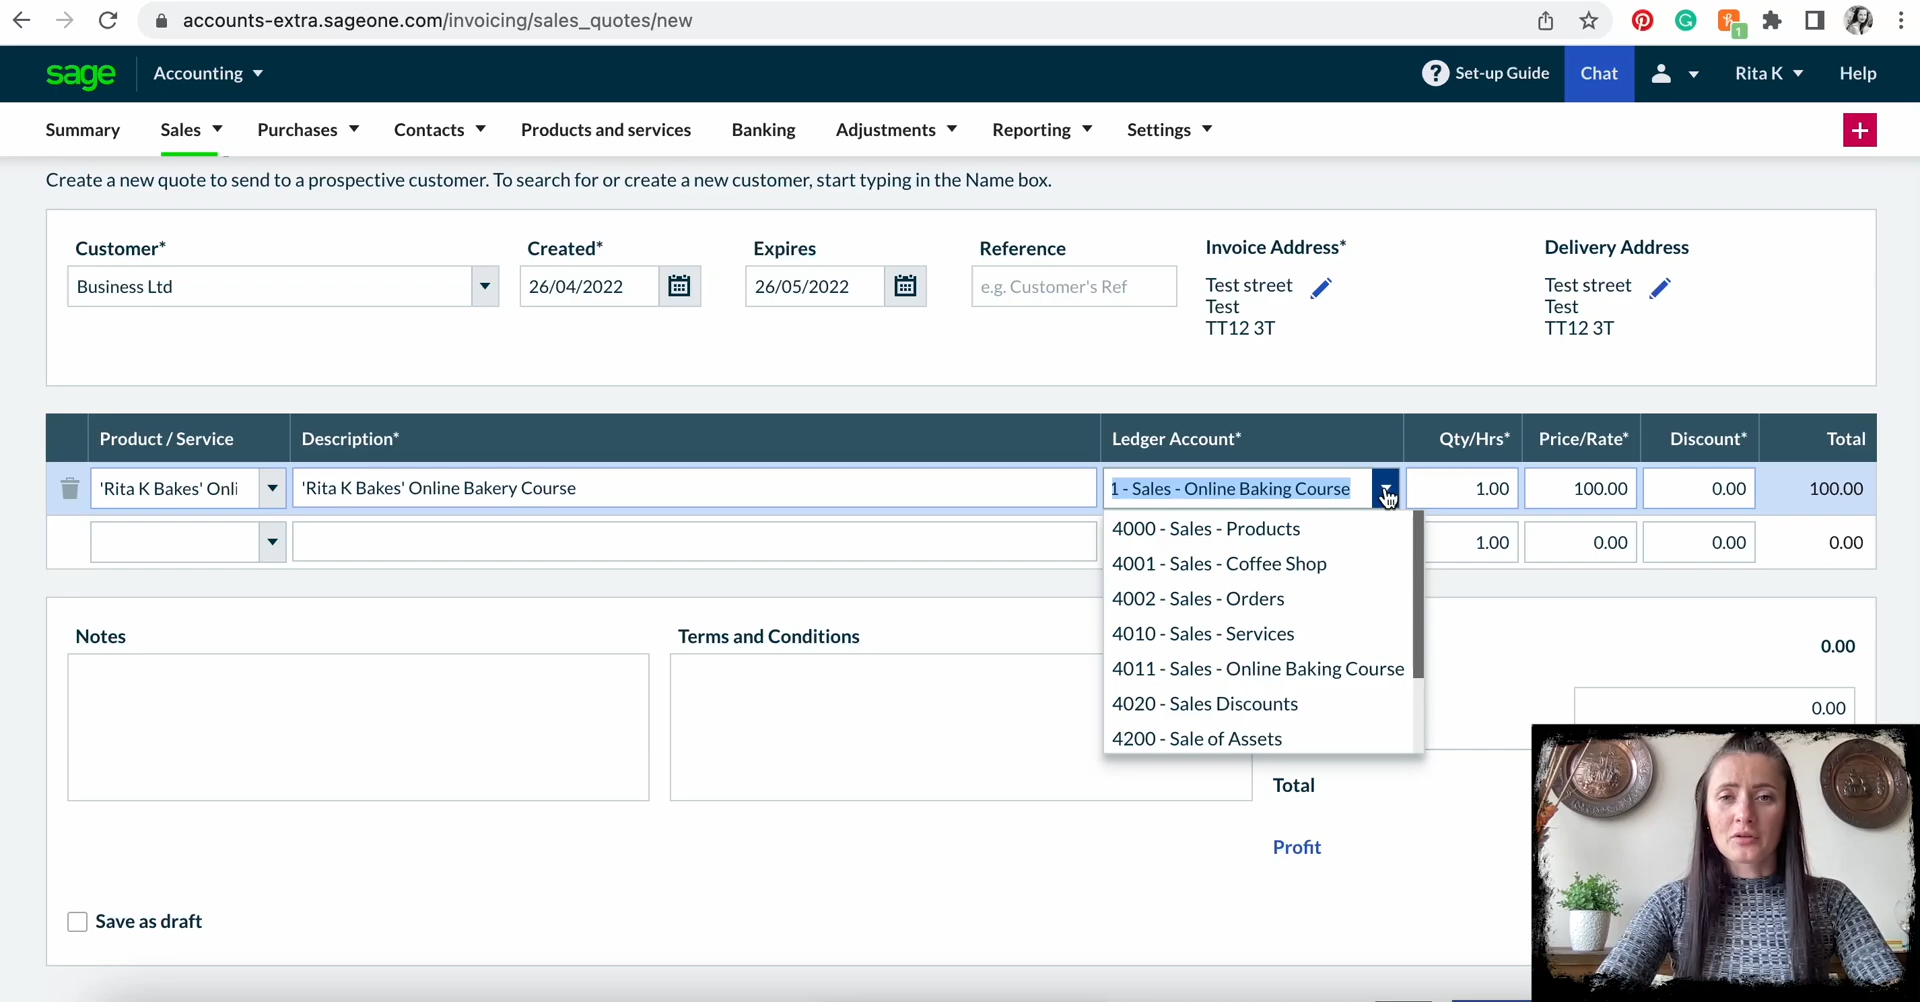 accounts-extra.sageone.com/invoicing/sales_quotes/new
1
sage
Accounting
? Set-up Guide
Chat
Rita K
Help
Summary
Sales
Purchases
Contacts
Products and services
Banking
Adjustments
Reporting
Settings
+
Create a new quote to send to a prospective customer. To search for or create a new customer, start typing in the Name box.
Customer*
Created*
Expires
Reference
Invoice Address*
Delivery Address
Business Ltd
26/04/2022
26/05/2022
e.g. Customer's Ref
Test street
Test
TT12 3T
Test street
Test
TT12 3T
Product / Service
Description*
Ledger Account*
Qty/Hrs*
Price/Rate*
Discount*
Total
'Rita K Bakes' Onli
'Rita K Bakes' Online Bakery Course
1 - Sales - Online Baking Course
1.00
100.00
0.00
100.00
1.00
0.00
0.00
0.00
4000 - Sales - Products
4001 - Sales - Coffee Shop
4002 - Sales - Orders
4010 - Sales - Services
4011 - Sales - Online Baking Course
4020 - Sales Discounts
4200 - Sale of Assets
Notes
Terms and Conditions
0.00
0.00
Total
Profit
Save as draft